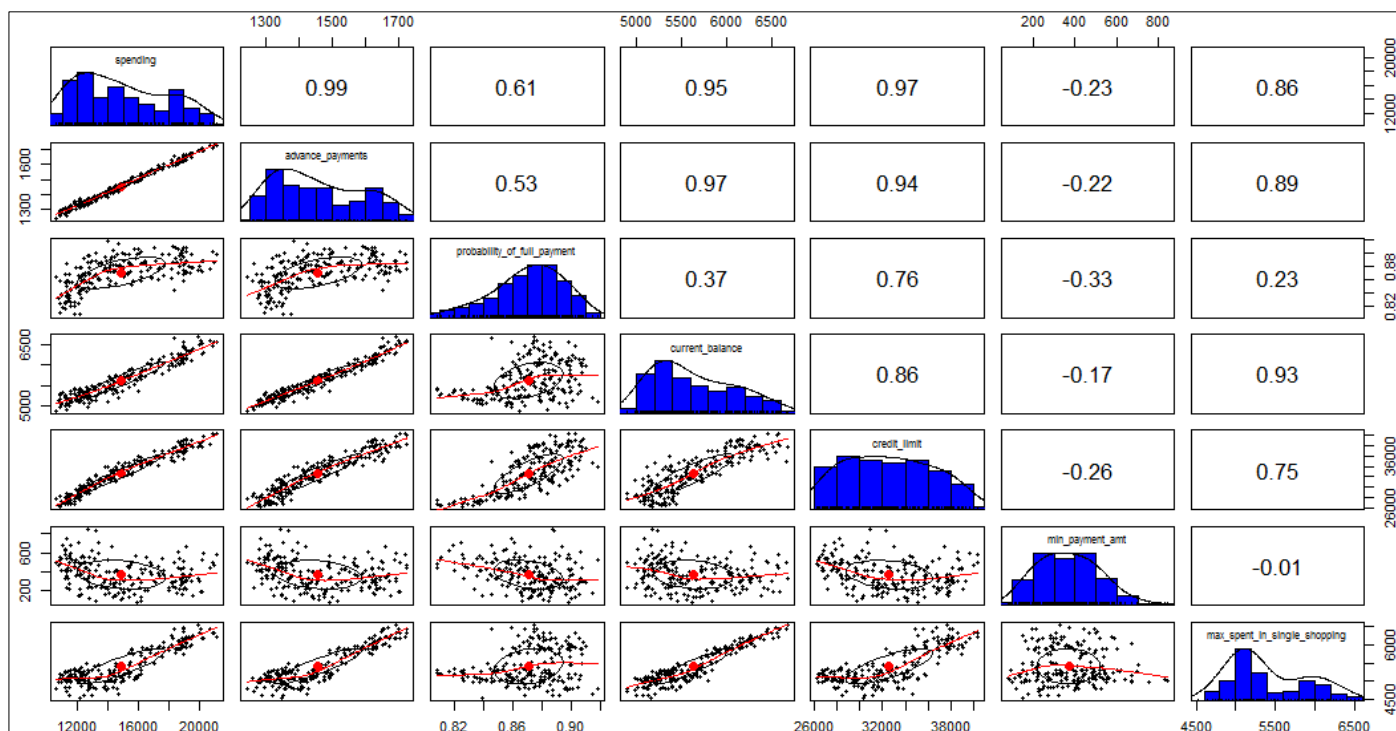 1300 1500 1700 5000 5500 6000 6500 200 400 600 800
spending
0.99 0.61 0.95 0.97 -0.23 0.86
12000 20000
1300 1600
advance_payments
0.53 0.97 0.94 -0.22 0.89
probability_of_full_payment
0.37 0.76 -0.33 0.23
0.82 0.88
5000 6500
current_balance
0.86 -0.17 0.93
credit_limit
-0.26 0.75
26000 36000
200 600
min_payment_amt
-0.01
max_spent_in_single_shopping
4500 6000
12000 16000 20000 0.82 0.86 0.90 26000 32000 38000 4500 5500 6500